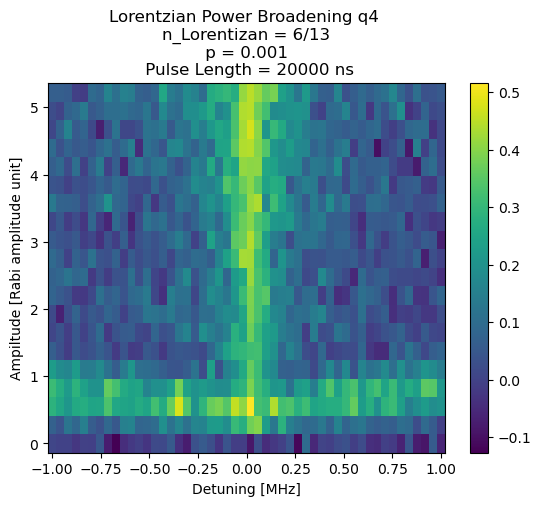 Lorentzian Power Broadening q4
n_Lorentizan = 6/13
p = 0.001
Pulse Length = 20000 ns
Ampiltude [Rabi amplitude unit]
5
4
3
2
1
0
−1.00 −0.75 −0.50 −0.25 0.00 0.25 0.50 0.75 1.00
Detuning [MHz]
0.5
0.4
0.3
0.2
0.1
0.0
−0.1